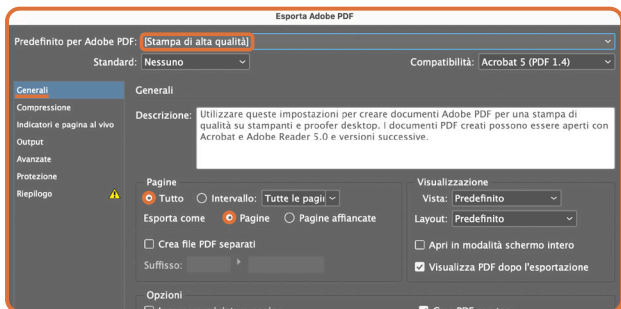 Esporta Adobe PDF
Predefinito per Adobe PDF: [Stampa di alta qualità]
Standard: Nessuno Compatibilità: Acrobat 5 (PDF 1.4)
Generali
Compressione
Indicatori e pagina al vivo
Output
Avanzate
Protezione
Riepilogo
Generali
Descrizione: Utilizzare queste impostazioni per creare documenti Adobe PDF per una stampa di
qualità su stampanti e proofer desktop. I documenti PDF creati possono essere aperti con
Acrobat e Adobe Reader 5.0 e versioni successive.
Pagine
Tutto Intervallo: Tutte le pagi
Esporta come Pagine Pagine affiancate
Crea file PDF separati
Suffisso:
Visualizzazione
Vista: Predefinito
Layout: Predefinito
Apri in modalità schermo intero
Visualizza PDF dopo l'esportazione
Opzioni